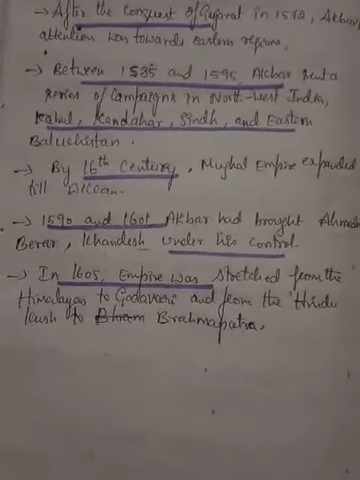 → After the conquest of Gujarat in 1572, Akbar
attention was towards eastern regions,
→ Between 1585 and 1595, Akbar sent a
series of Campaigns in North-West India,
Kabul, Kandahar, Sindh, and Eastern
Baluchistan.
→ By 16th Century, Mughal Empire expanded
till Deccan.
→ 1590 and 1601 Akbar had brought
Berar, Khandesh under his control.
→ In 1605, Empire was stretched from the
Himalayas to Godavari and from the Hindu
kush to Brahmaputra.